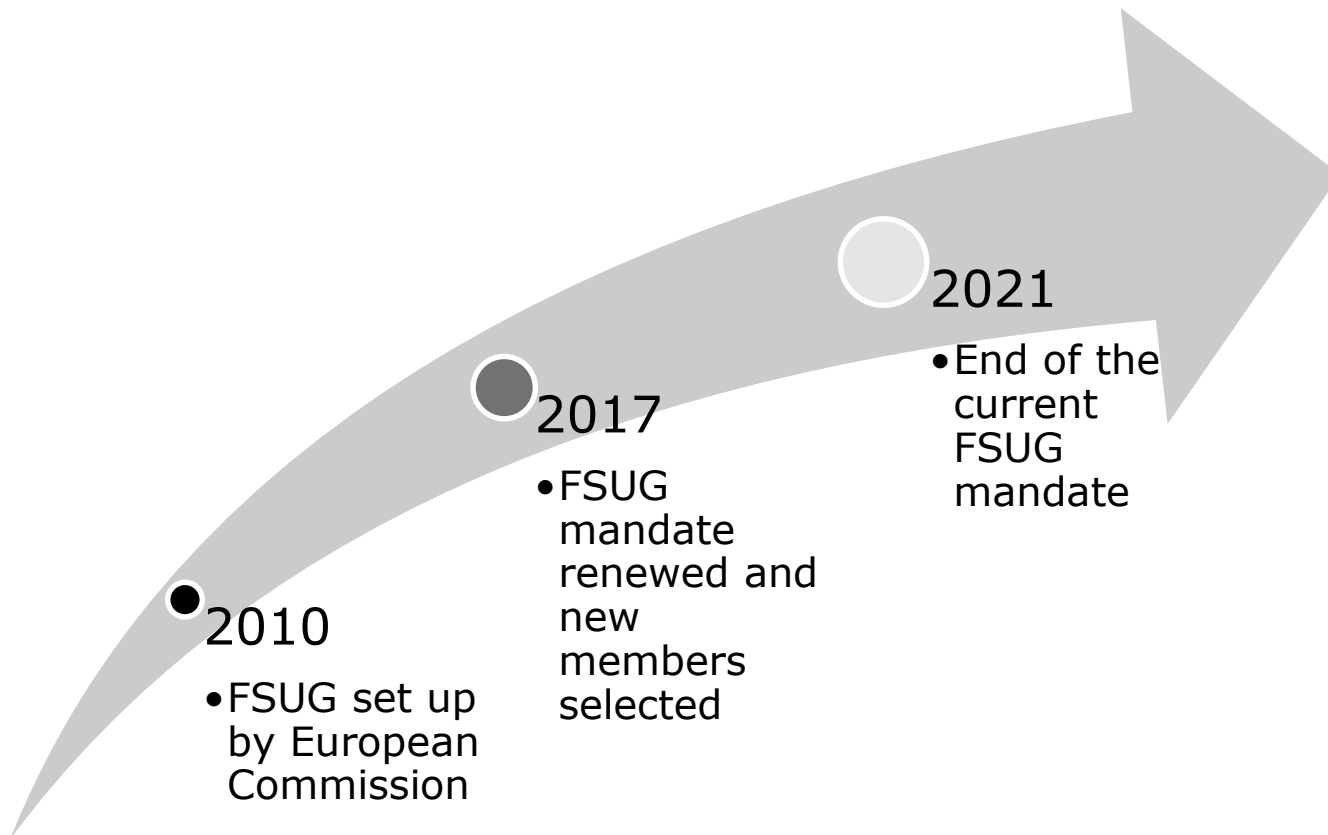 2010
•FSUG set up
by European
Commission
2017
•FSUG
mandate
renewed and
new
members
selected
2021
•End of the
current
FSUG
mandate